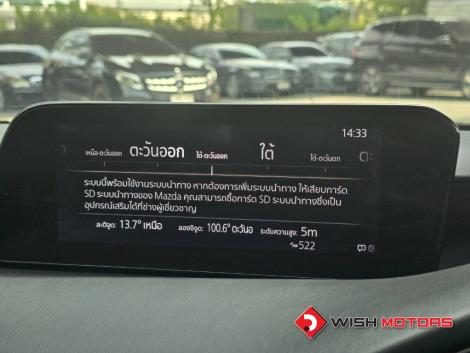 14:33
เหนือ-ตะวันออก ตะวันออก ใต้-ตะวันออก ใต้ ใต้-ตะวันตก
ระบบนี้พร้อมใช้งานระบบนำทาง หากต้องการเพิ่มระบบนำทาง ให้เสียบการ์ด
SD ระบบนำทางของ Mazda คุณสามารถซื้อการ์ด SD ระบบนำทางซึ่งเป็น
อุปกรณ์เสริมได้ที่ช่างผู้เชี่ยวชาญ
ละติจูด: 13.7° เหนือ ลองจิจูด: 100.6° ตะวันอ ระดับความสูง: 5m
522
WISH MOTORS